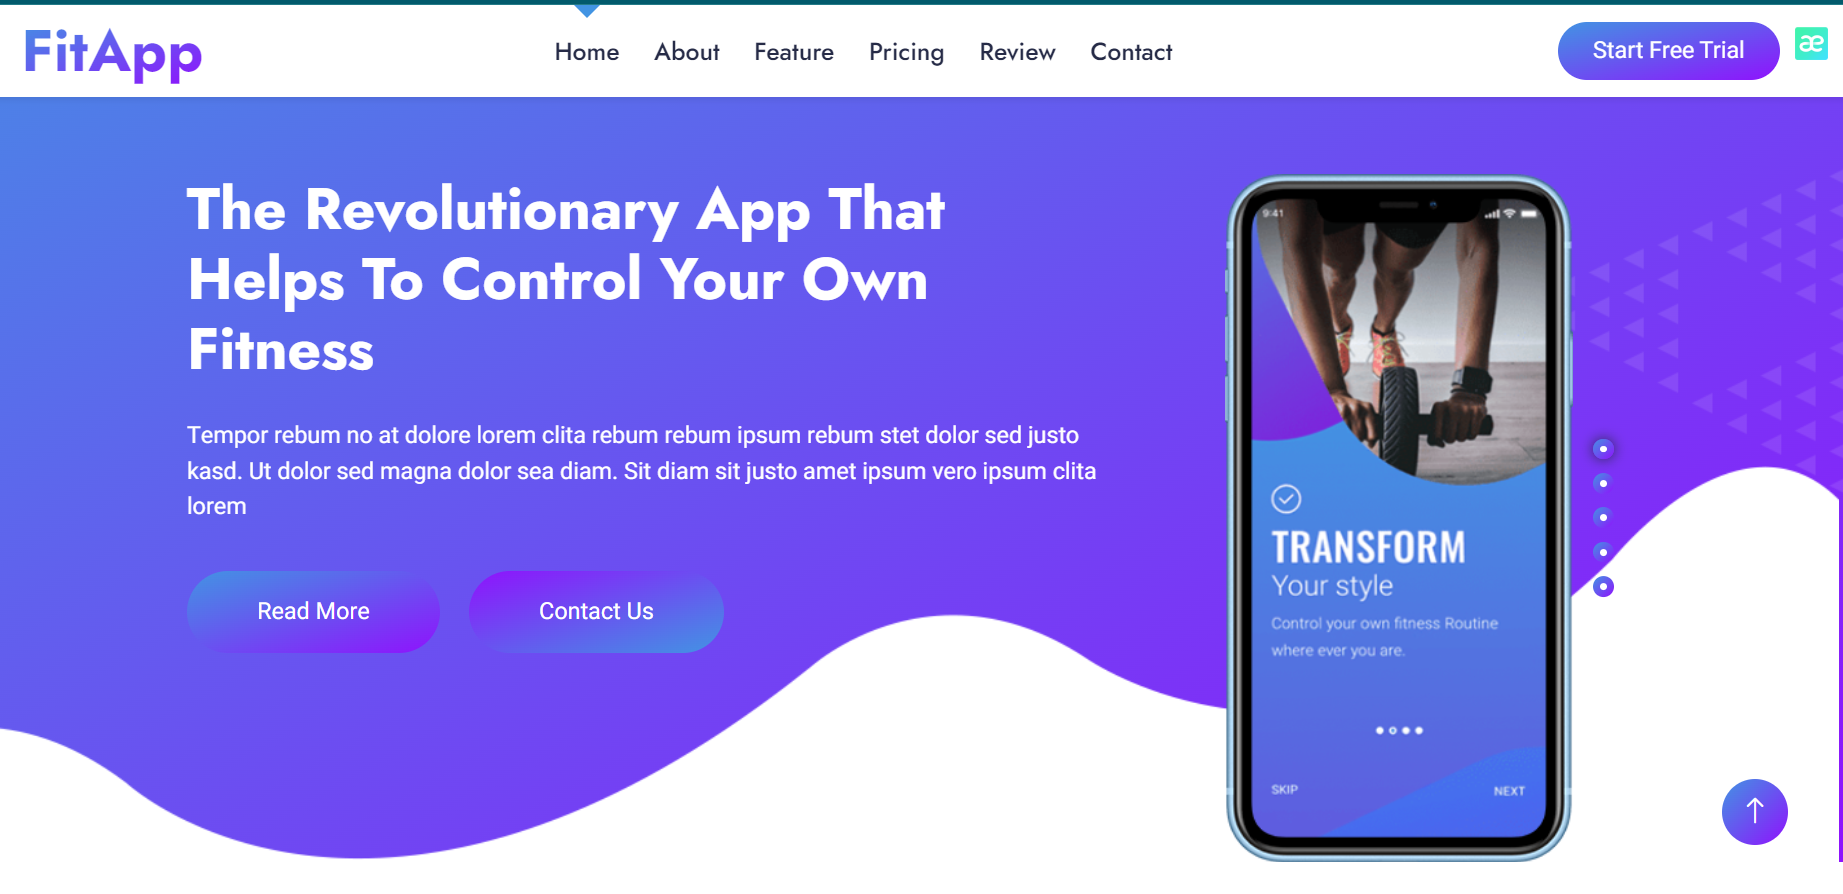 FitApp
Home About Feature Pricing Review Contact
Start Free Trial
æ
The Revolutionary App That
Helps To Control Your Own
Fitness
Tempor rebum no at dolore lorem clita rebum rebum ipsum rebum stet dolor sed justo
kasd. Ut dolor sed magna dolor sea diam. Sit diam sit justo amet ipsum vero ipsum clita
lorem
Read More
Contact Us
9:41
TRANSFORM
Your style
Control your own fitness Routine
where ever you are.
SKIP
NEXT